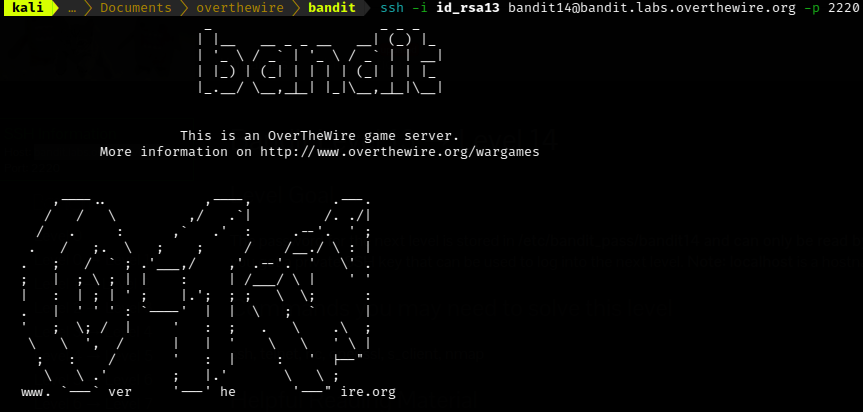 kali … Documents overthewire bandit ssh -i id_rsa13 bandit14@bandit.labs.overthewire.org -p 2220
bandit
This is an OverTheWire game server.
More information on http://www.overthewire.org/wargames
www. ver he ire.org